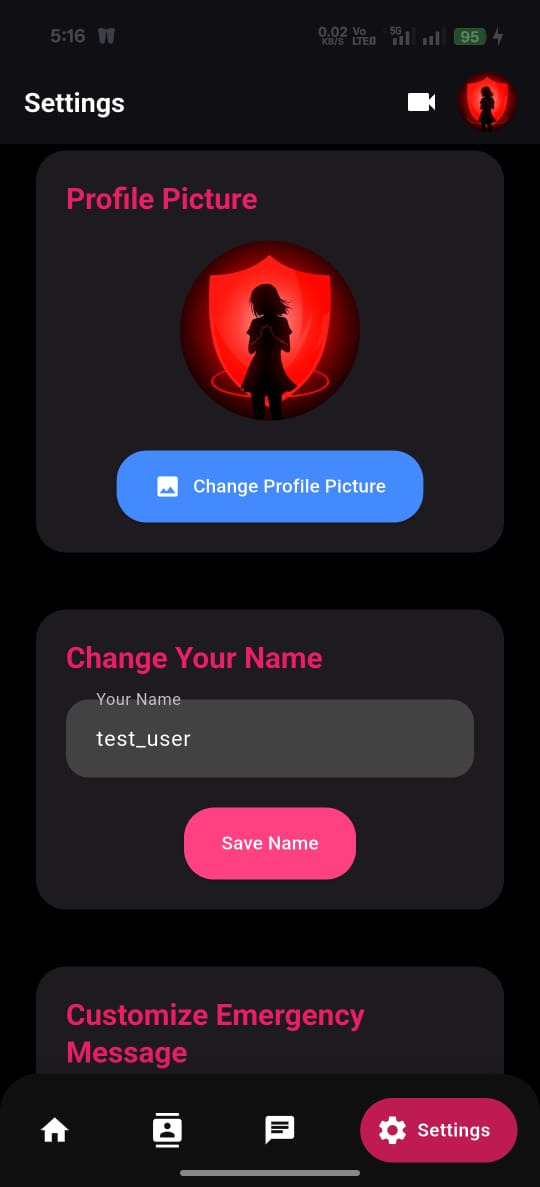 5:16
0.02 KB/S
Vo LTE
5G
95
Settings
Profile Picture
Change Profile Picture
Change Your Name
Your Name
test_user
Save Name
Customize Emergency
Message
Settings